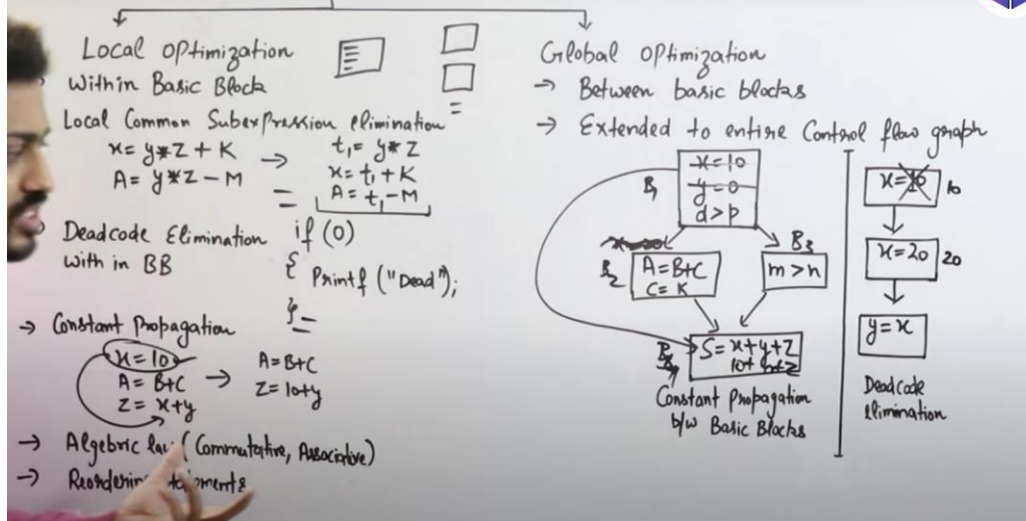 Local Optimization
Within Basic Block
Local Common Subexpression elimination
x = y*z + K → t₁ = y*z
A = y*z - M
x = t₁ + K
A = t₁ - M
Deadcode Elimination
with in BB
if (0)
{ Printf ("Dead");
}
→ Constant Propagation
x = 10
A = B+C → A = B+C
Z = x+y
Z = 10+y
→ Algebric law (Commutative, Associative)
→ Reordering
Global Optimization
→ Between basic blocks
→ Extended to entire Control flow graph
B₁
x=10
y=0
d>p
B₂
A=B+C
C=K
B₃
m>n
S=x+y+z
10+
Constant Propagation
b/w Basic Blocks
x=10
10
x=20
20
y=x
Deadcode
elimination